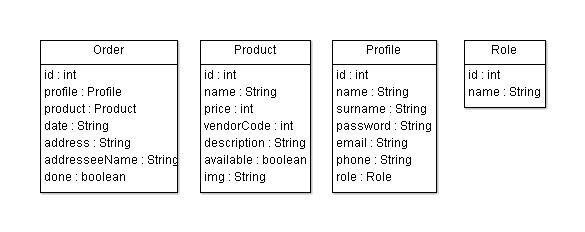 Order
id : int
profile : Profile
product : Product
date : String
address : String
addresseeName : String
done : boolean
Product
id : int
name : String
price : int
vendorCode : int
description : String
available : boolean
img : String
Profile
id : int
name : String
surname : String
password : String
email : String
phone : String
role : Role
Role
id : int
name : String